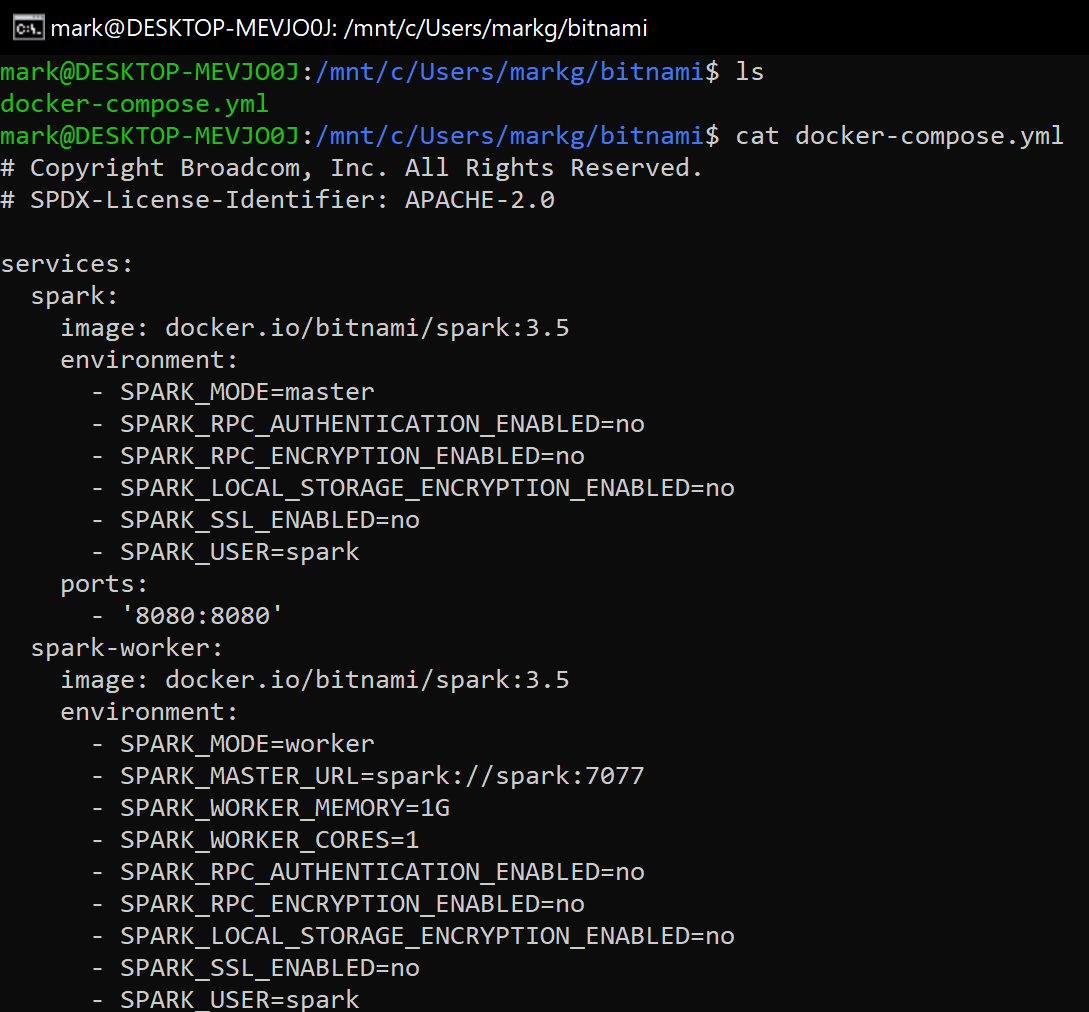 C:\.
mark@DESKTOP-MEVJO0J: /mnt/c/Users/markg/bitnami
mark@DESKTOP-MEVJO0J:/mnt/c/Users/markg/bitnami$ ls
docker-compose.yml
mark@DESKTOP-MEVJO0J:/mnt/c/Users/markg/bitnami$ cat docker-compose.yml
# Copyright Broadcom, Inc. All Rights Reserved.
# SPDX-License-Identifier: APACHE-2.0

services:
  spark:
    image: docker.io/bitnami/spark:3.5
    environment:
      - SPARK_MODE=master
      - SPARK_RPC_AUTHENTICATION_ENABLED=no
      - SPARK_RPC_ENCRYPTION_ENABLED=no
      - SPARK_LOCAL_STORAGE_ENCRYPTION_ENABLED=no
      - SPARK_SSL_ENABLED=no
      - SPARK_USER=spark
    ports:
      - '8080:8080'
  spark-worker:
    image: docker.io/bitnami/spark:3.5
    environment:
      - SPARK_MODE=worker
      - SPARK_MASTER_URL=spark://spark:7077
      - SPARK_WORKER_MEMORY=1G
      - SPARK_WORKER_CORES=1
      - SPARK_RPC_AUTHENTICATION_ENABLED=no
      - SPARK_RPC_ENCRYPTION_ENABLED=no
      - SPARK_LOCAL_STORAGE_ENCRYPTION_ENABLED=no
      - SPARK_SSL_ENABLED=no
      - SPARK_USER=spark